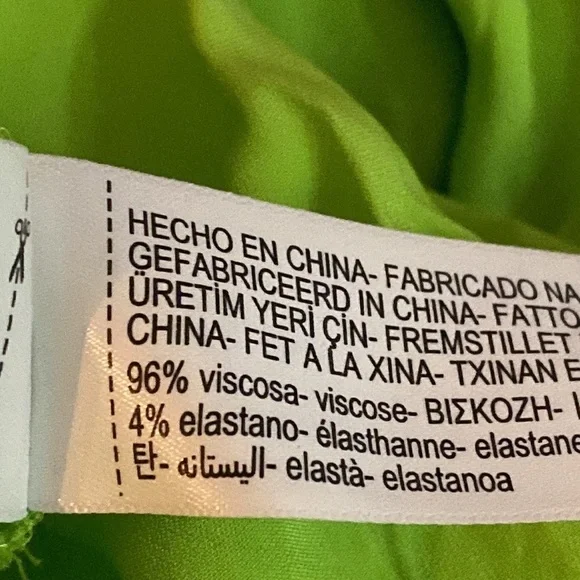 HECHO EN CHINA- FABRICADO NA
GEFABRICEERD IN CHINA- FATTO
ÜRETİM YERİ ÇİN- FREMSTILLET
CHINA- FET A LA XINA- TXINAN E
96% viscosa- viscose- ΒΙΣΚΟΖΗ-
4% elastano- élasthanne- elastane
탄- اليستانه- elastà- elastanoa